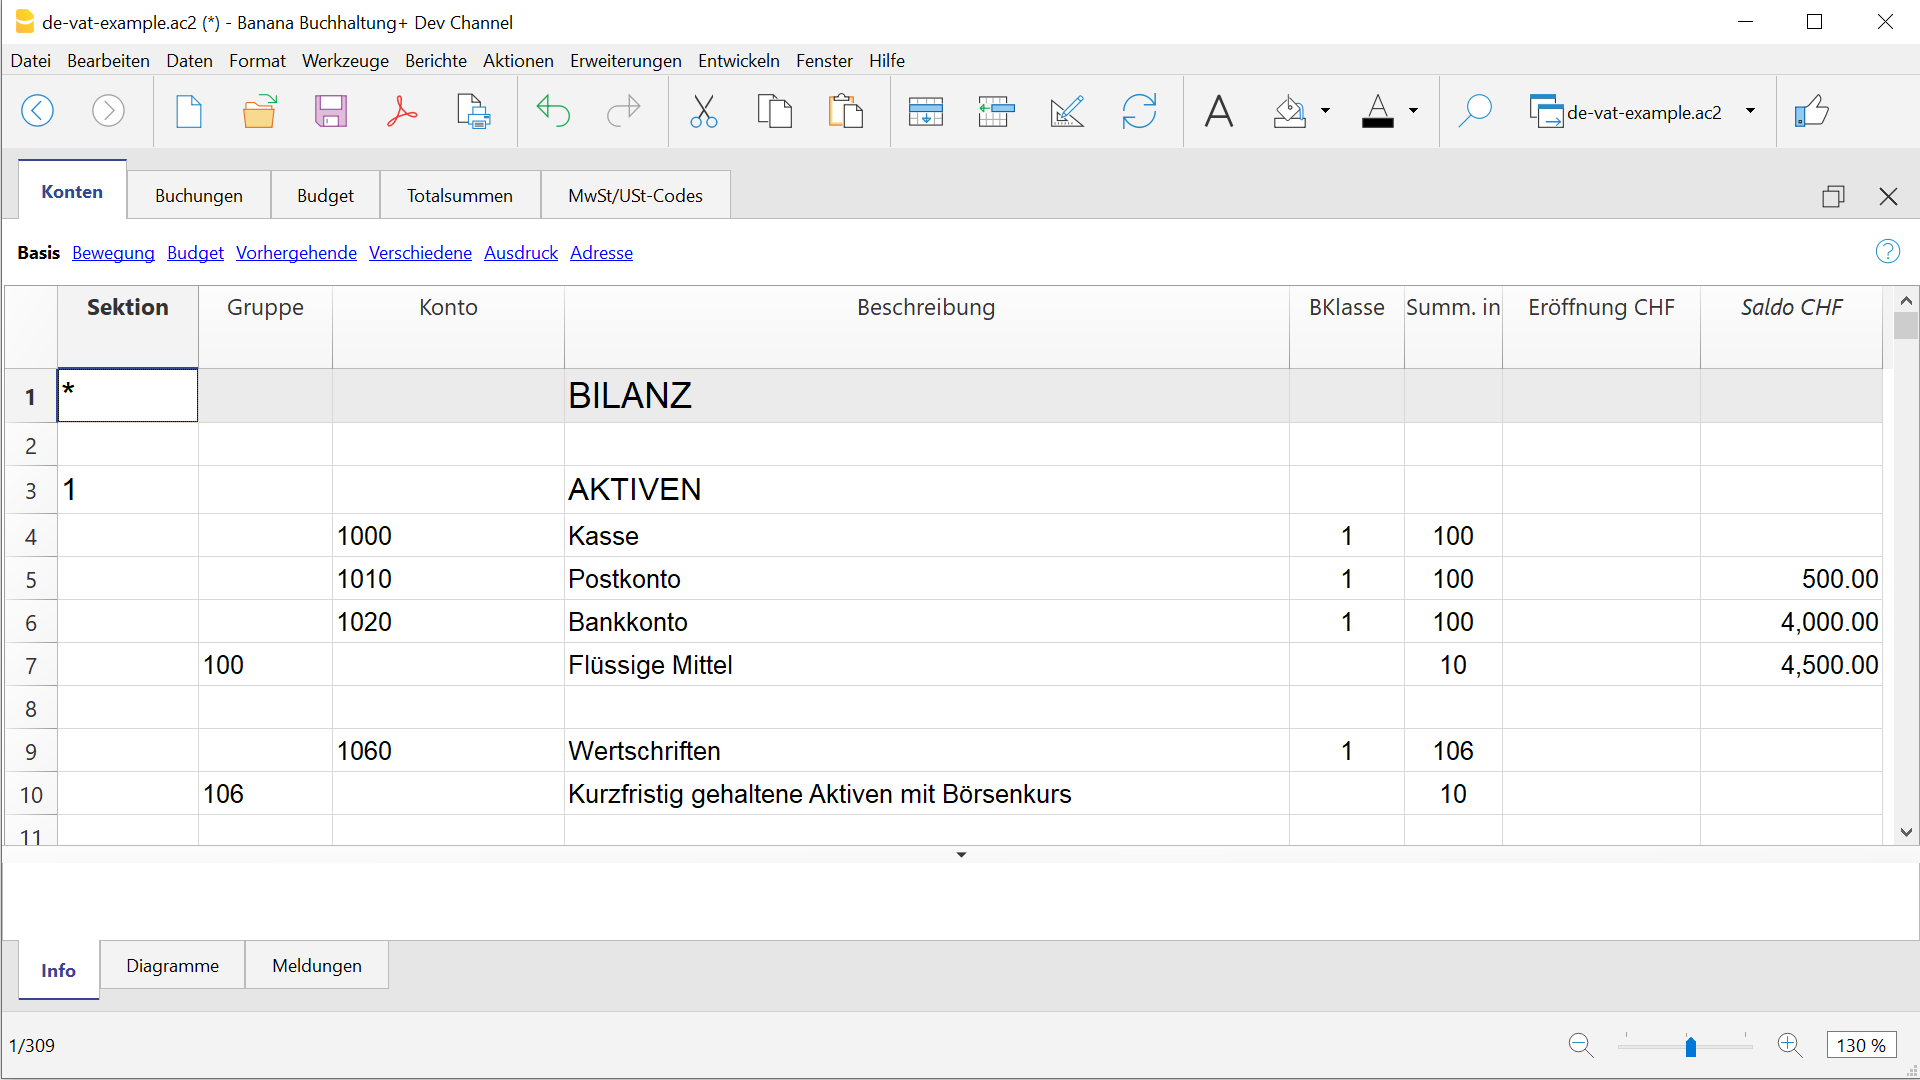 de-vat-example.ac2 (*) - Banana Buchhaltung+ Dev Channel
Datei Bearbeiten Daten Format Werkzeuge Berichte Aktionen Erweiterungen Entwickeln Fenster Hilfe
de-vat-example.ac2
Konten Buchungen Budget Totalsummen MwSt/USt-Codes
Basis Bewegung Budget Vorhergehende Verschiedene Ausdruck Adresse
Sektion Gruppe Konto Beschreibung BKlasse Summ. in Eröffnung CHF Saldo CHF
1 * BILANZ
2
3 1 AKTIVEN
4 1000 Kasse 1 100
5 1010 Postkonto 1 100 500.00
6 1020 Bankkonto 1 100 4,000.00
7 100 Flüssige Mittel 10 4,500.00
8
9 1060 Wertschriften 1 106
10 106 Kurzfristig gehaltene Aktiven mit Börsenkurs 10
11
Info Diagramme Meldungen
1/309 130 %